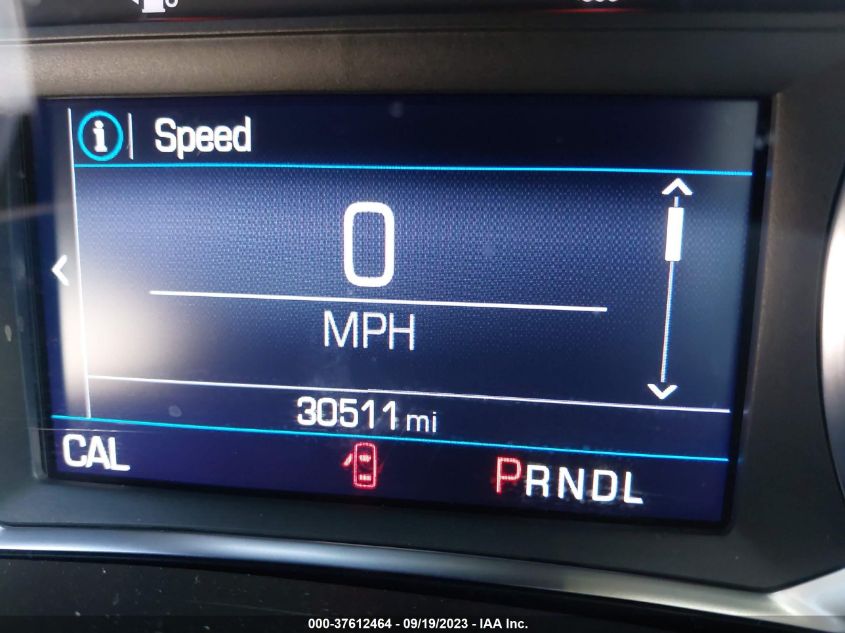 i Speed
0
MPH
30511 mi
CAL PRNDL
000-37612464 - 09/19/2023 - IAA Inc.